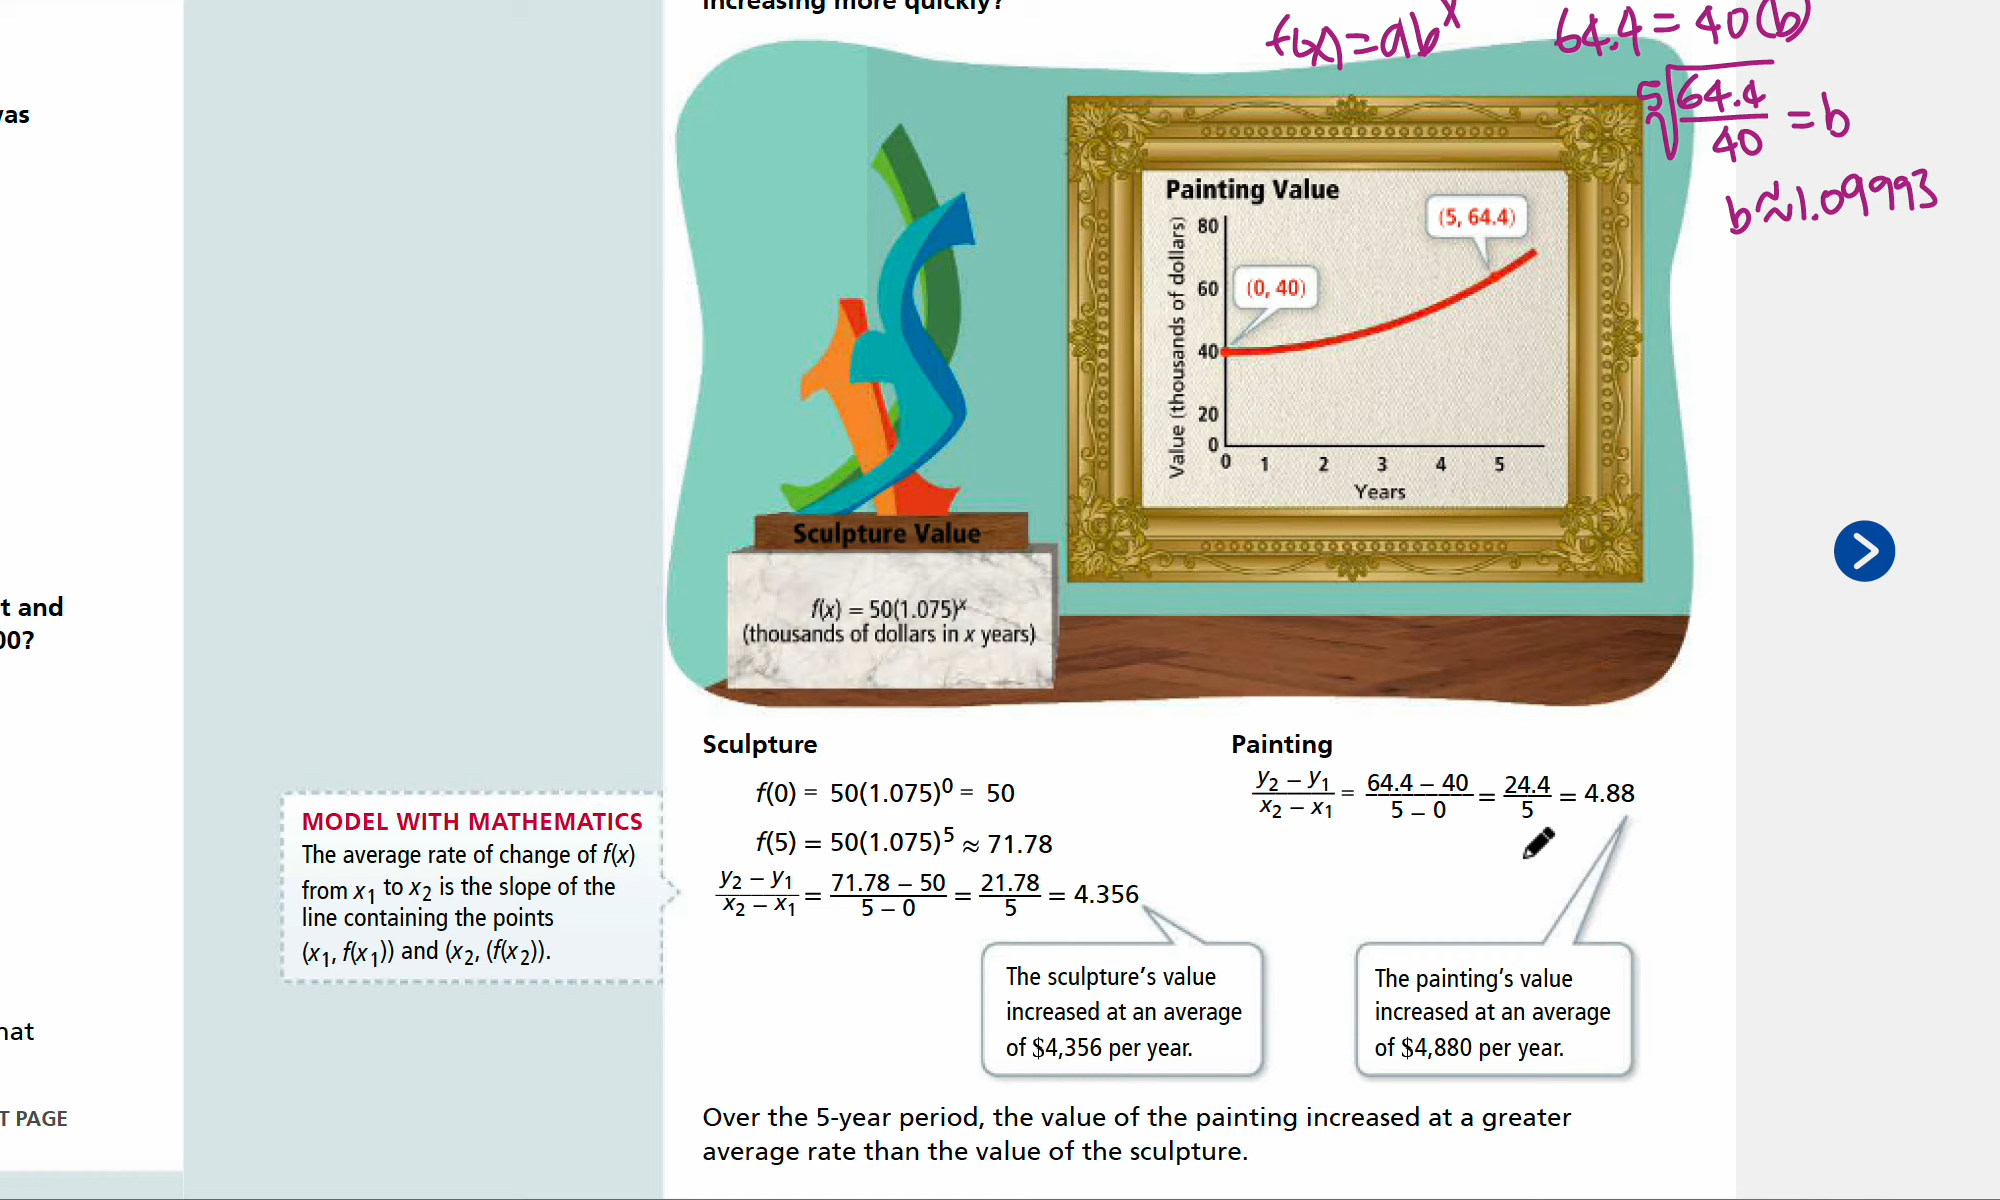 increasing more quickly?
f(x)=ab^x
64.4=40(b)
5√(64.4/40) = b
b≈1.09993
vas
Painting Value
Value (thousands of dollars)
80
60
40
20
0
(5, 64.4)
(0, 40)
0 1 2 3 4 5
Years
Sculpture Value
f(x) = 50(1.075)^x
(thousands of dollars in x years)
t and
00?
Sculpture
f(0) = 50(1.075)^0 = 50
f(5) = 50(1.075)^5 ≈ 71.78
(y2 – y1)/(x2 – x1) = (71.78 – 50)/(5 – 0) = 21.78/5 = 4.356
The sculpture's value
increased at an average
of $4,356 per year.
Painting
(y2 – y1)/(x2 – x1) = (64.4 – 40)/(5 – 0) = 24.4/5 = 4.88
The painting's value
increased at an average
of $4,880 per year.
MODEL WITH MATHEMATICS
The average rate of change of f(x)
from x1 to x2 is the slope of the
line containing the points
(x1, f(x1)) and (x2, (f(x2)).
hat
T PAGE
Over the 5-year period, the value of the painting increased at a greater
average rate than the value of the sculpture.